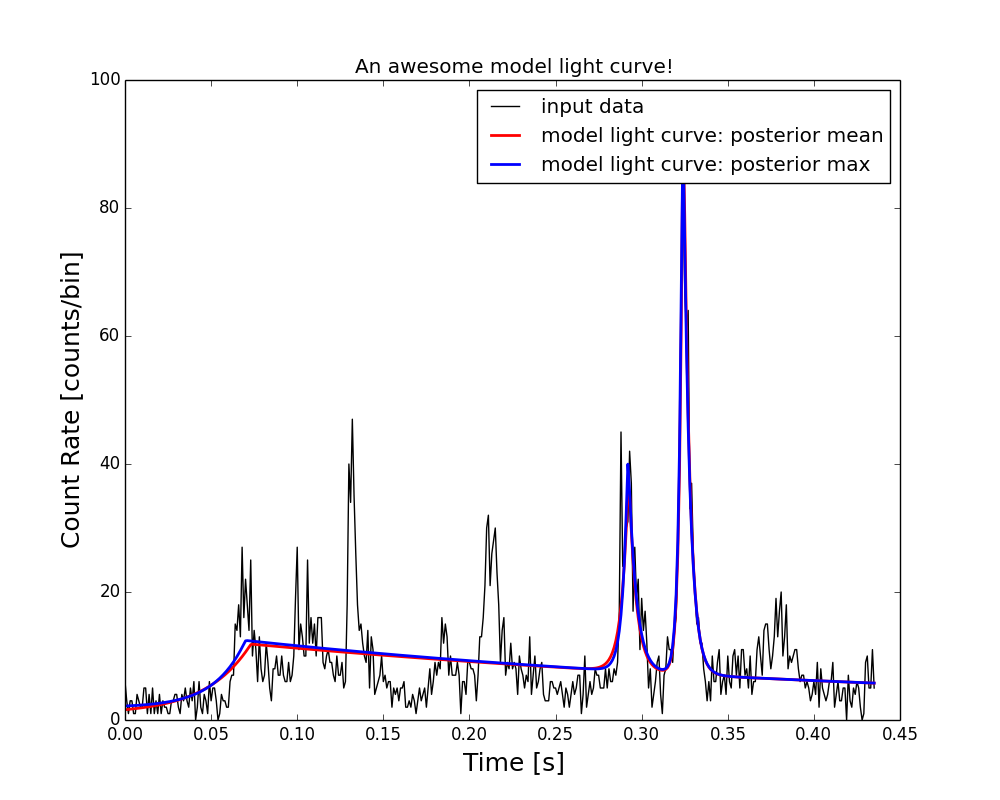 An awesome model light curve!
100
80
60
40
20
0
input data
model light curve: posterior mean
model light curve: posterior max
Count Rate [counts/bin]
0.00 0.05 0.10 0.15 0.20 0.25 0.30 0.35 0.40 0.45
Time [s]